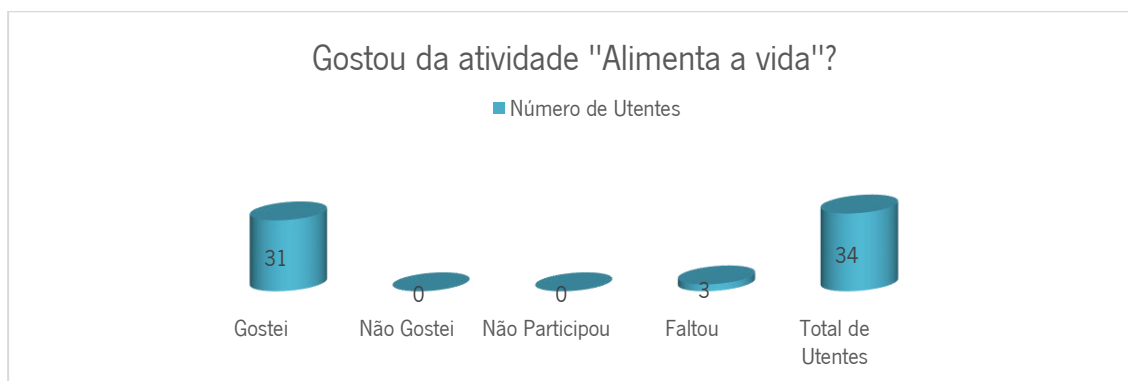 Gostou da atividade "Alimenta a vida"?
Número de Utentes
31
0
0
3
34
Gostei
Não Gostei
Não Participou
Faltou
Total de
Utentes